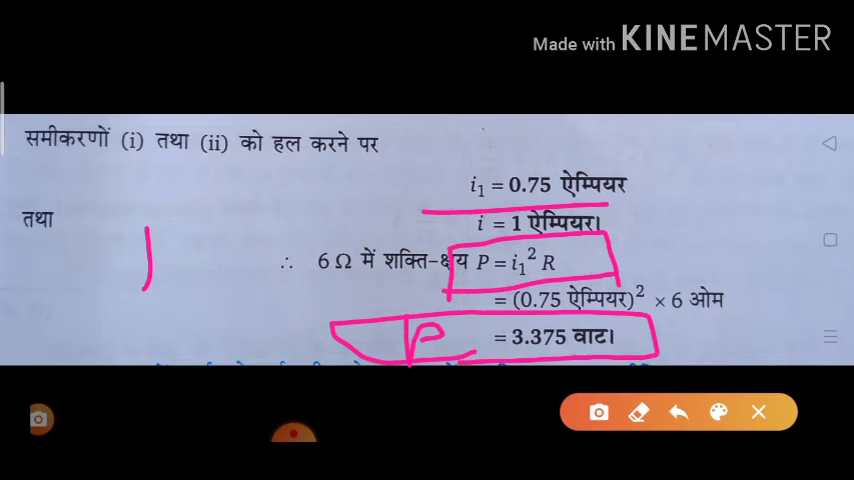 Made with KINEMASTER
समीकरणों (i) तथा (ii) को हल करने पर
i₁ = 0.75 ऐम्पियर
तथा
i = 1 ऐम्पियर।
∴ 6 Ω में शक्ति-क्षय P = i₁² R
= (0.75 ऐम्पियर)² × 6 ओम
P = 3.375 वाट।